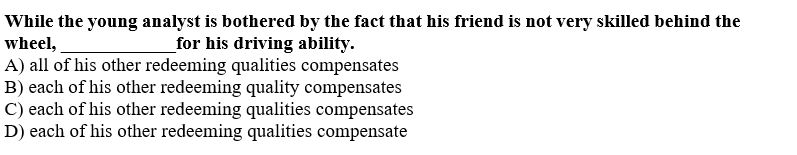 While the young analyst is bothered by the fact that his friend is not very skilled behind the
wheel, ____________for his driving ability.
A) all of his other redeeming qualities compensates
B) each of his other redeeming quality compensates
C) each of his other redeeming qualities compensates
D) each of his other redeeming qualities compensate